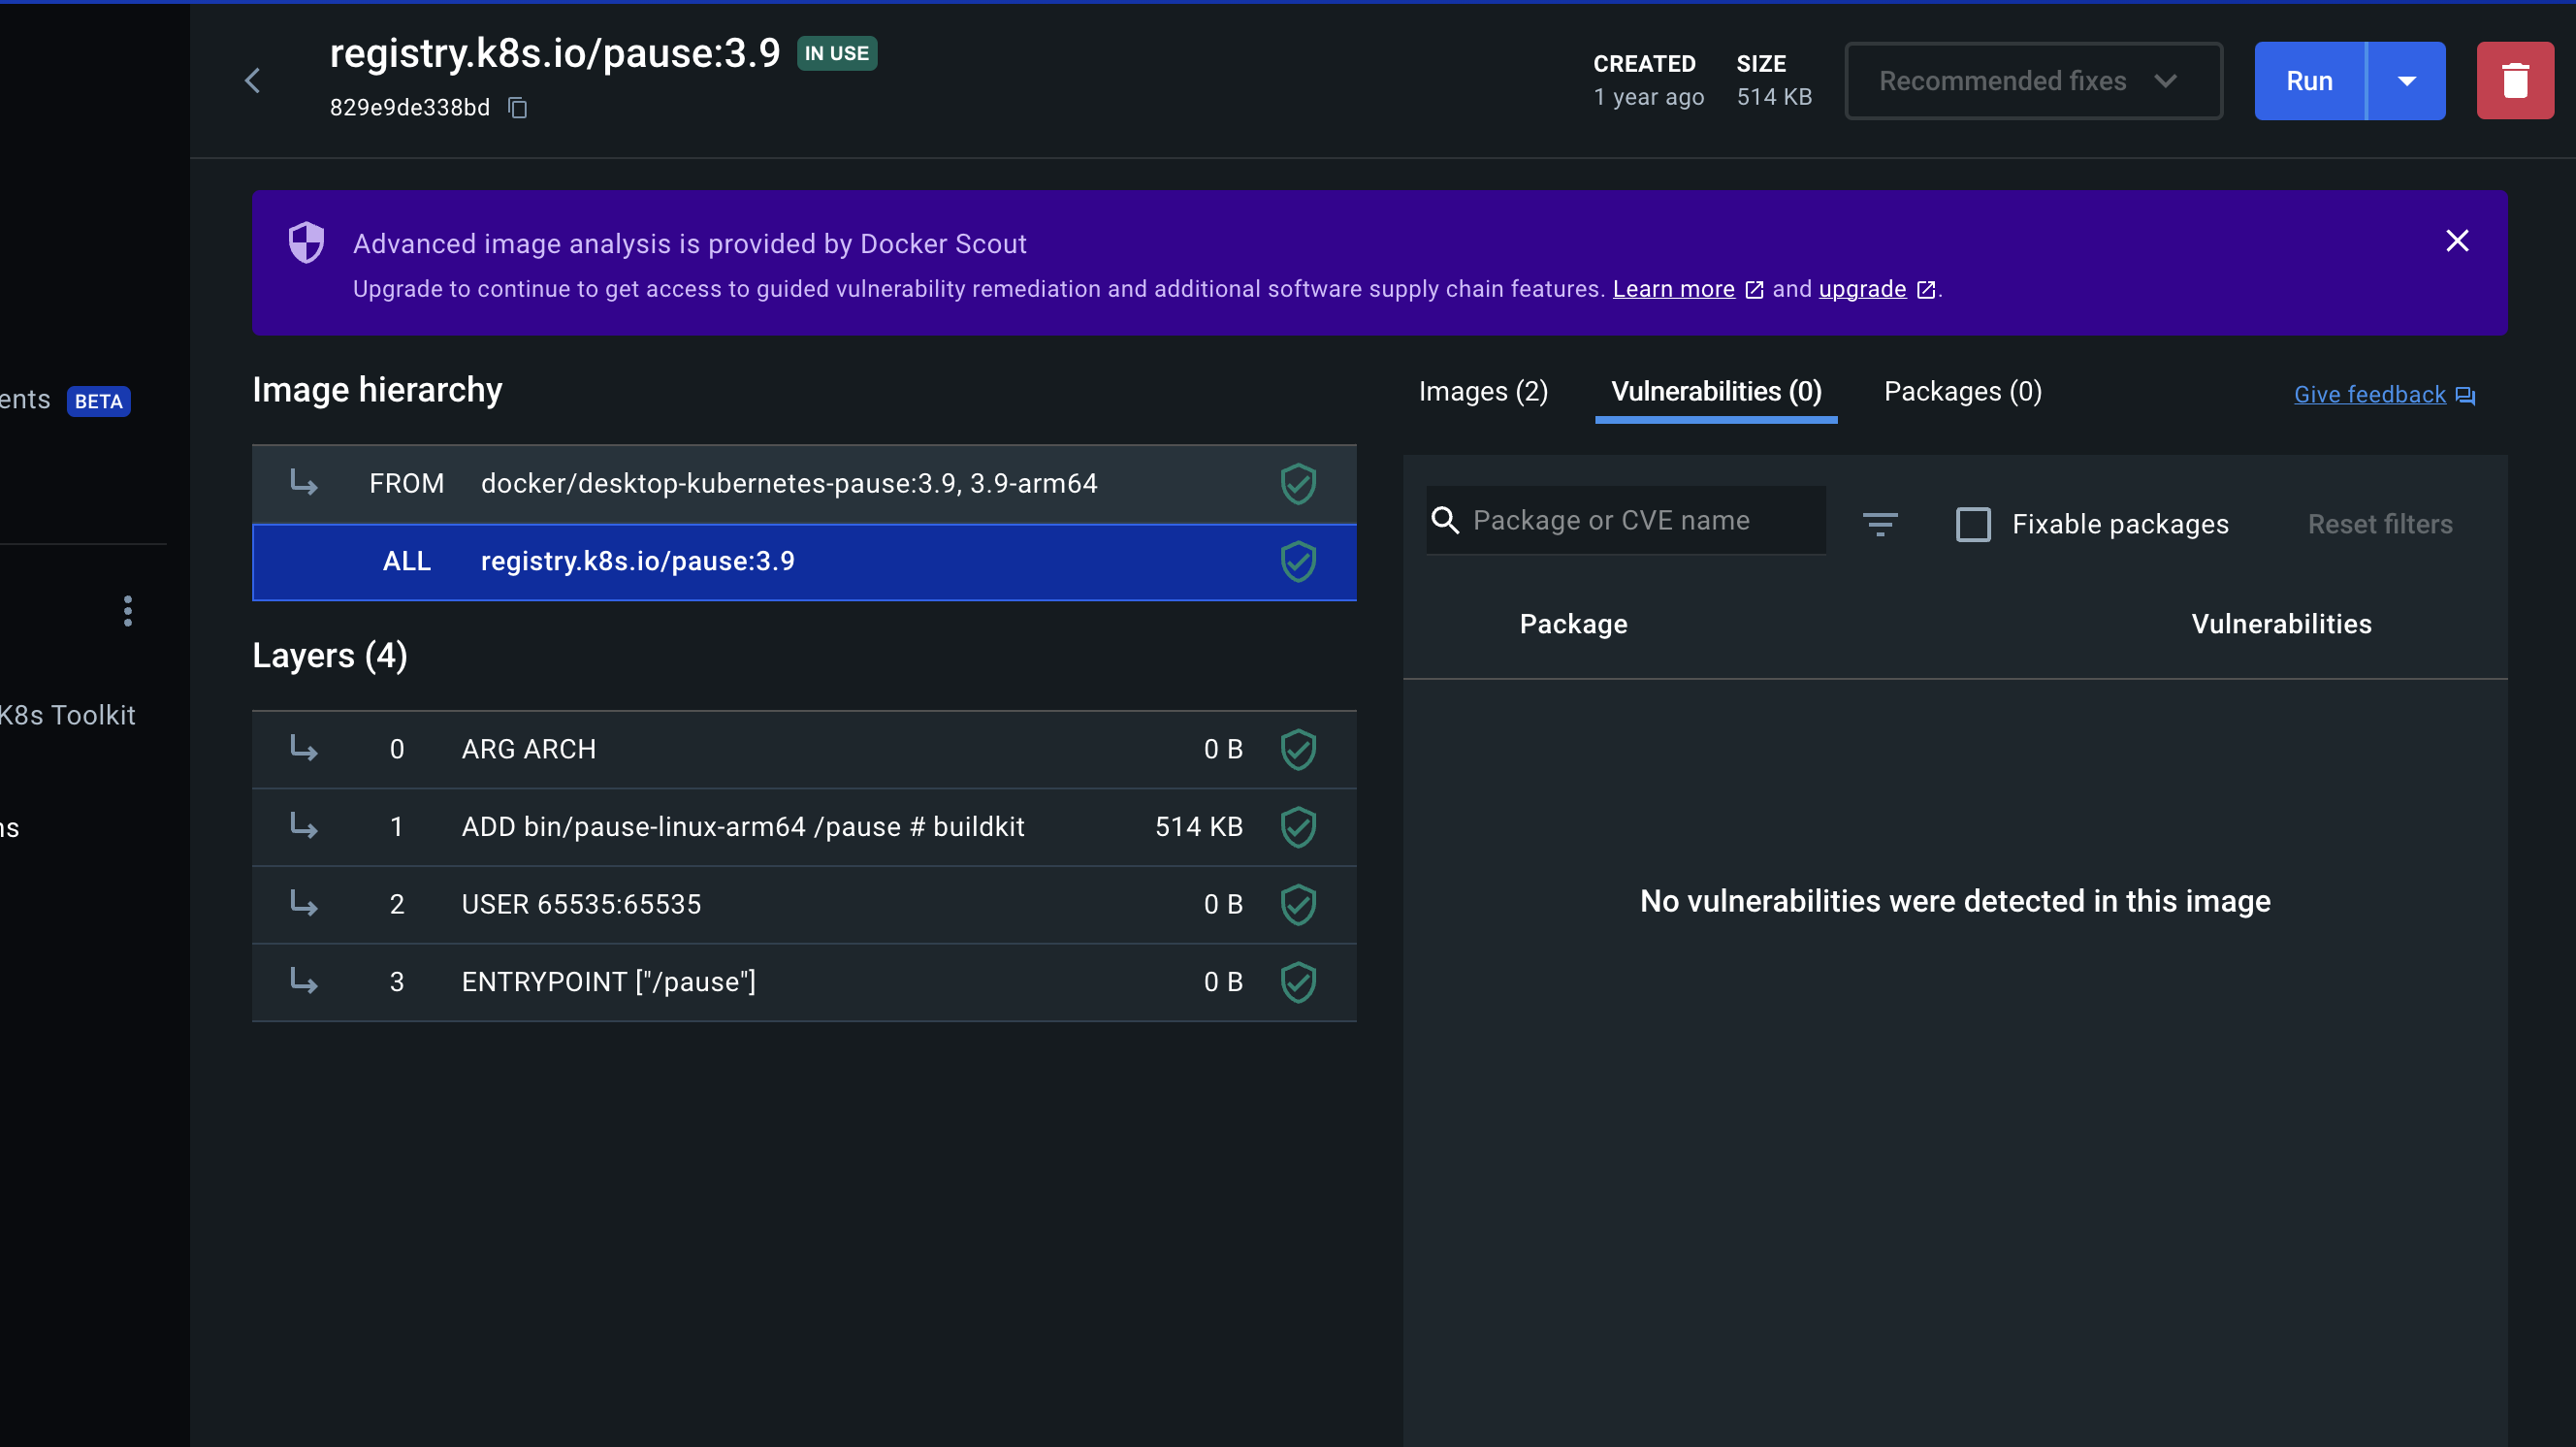 registry.k8s.io/pause:3.9 IN USE
829e9de338bd
CREATED
1 year ago
SIZE
514 KB
Recommended fixes
Run
Advanced image analysis is provided by Docker Scout
Upgrade to continue to get access to guided vulnerability remediation and additional software supply chain features. Learn more and upgrade .
ents BETA
K8s Toolkit
ns
Image hierarchy
FROM docker/desktop-kubernetes-pause:3.9, 3.9-arm64
ALL registry.k8s.io/pause:3.9
Layers (4)
0 ARG ARCH 0 B
1 ADD bin/pause-linux-arm64 /pause # buildkit 514 KB
2 USER 65535:65535 0 B
3 ENTRYPOINT ["/pause"] 0 B
Images (2) Vulnerabilities (0) Packages (0) Give feedback
Package or CVE name Fixable packages Reset filters
Package Vulnerabilities
No vulnerabilities were detected in this image